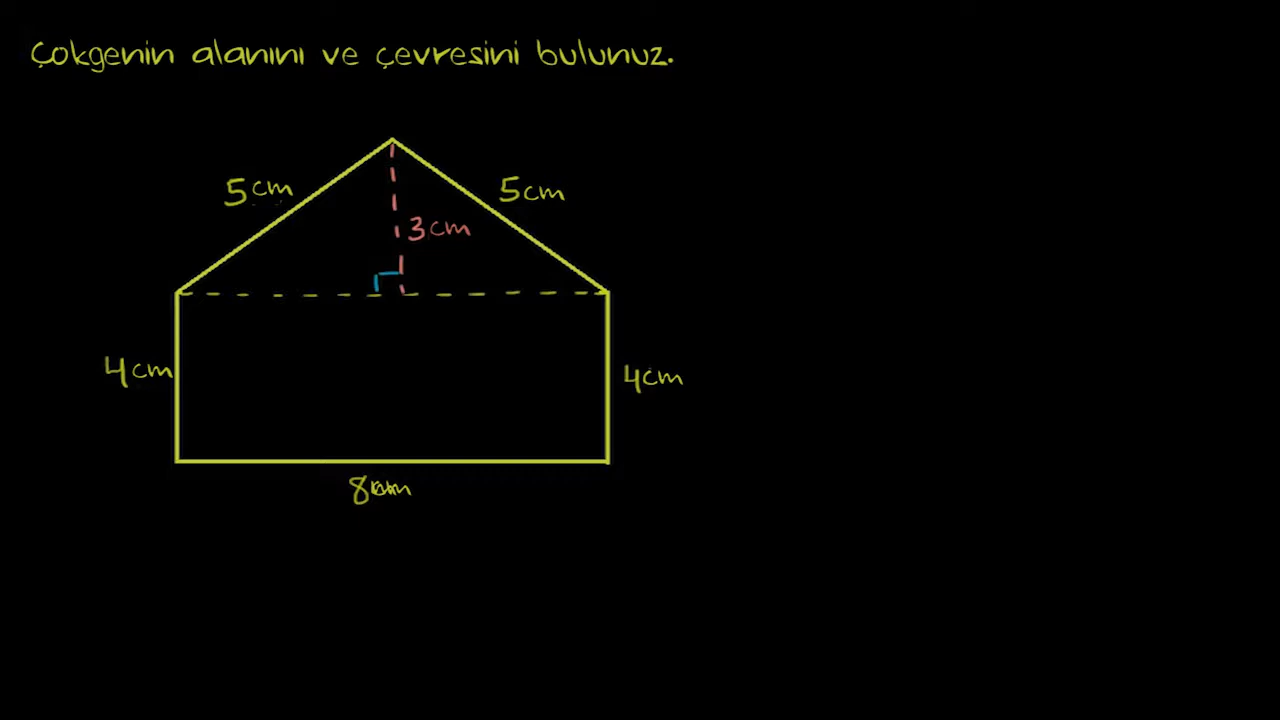 Çokgenin alanını ve çevresini bulunuz.
5cm
5cm
3cm
4cm
4cm
8cm